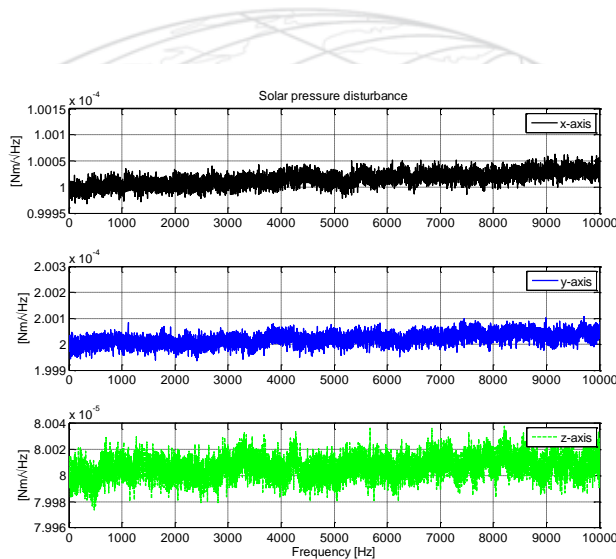 Solar pressure disturbance
x 10⁻⁴
1.0015
1.001
1.0005
1
0.9995
[Nm/√Hz]
x-axis
0 1000 2000 3000 4000 5000 6000 7000 8000 9000 10000
x 10⁻⁴
2.003
2.002
2.001
2
1.999
[Nm/√Hz]
y-axis
0 1000 2000 3000 4000 5000 6000 7000 8000 9000 10000
x 10⁻⁵
8.004
8.002
8
7.998
7.996
[Nm/√Hz]
z-axis
0 1000 2000 3000 4000 5000 6000 7000 8000 9000 10000
Frequency [Hz]